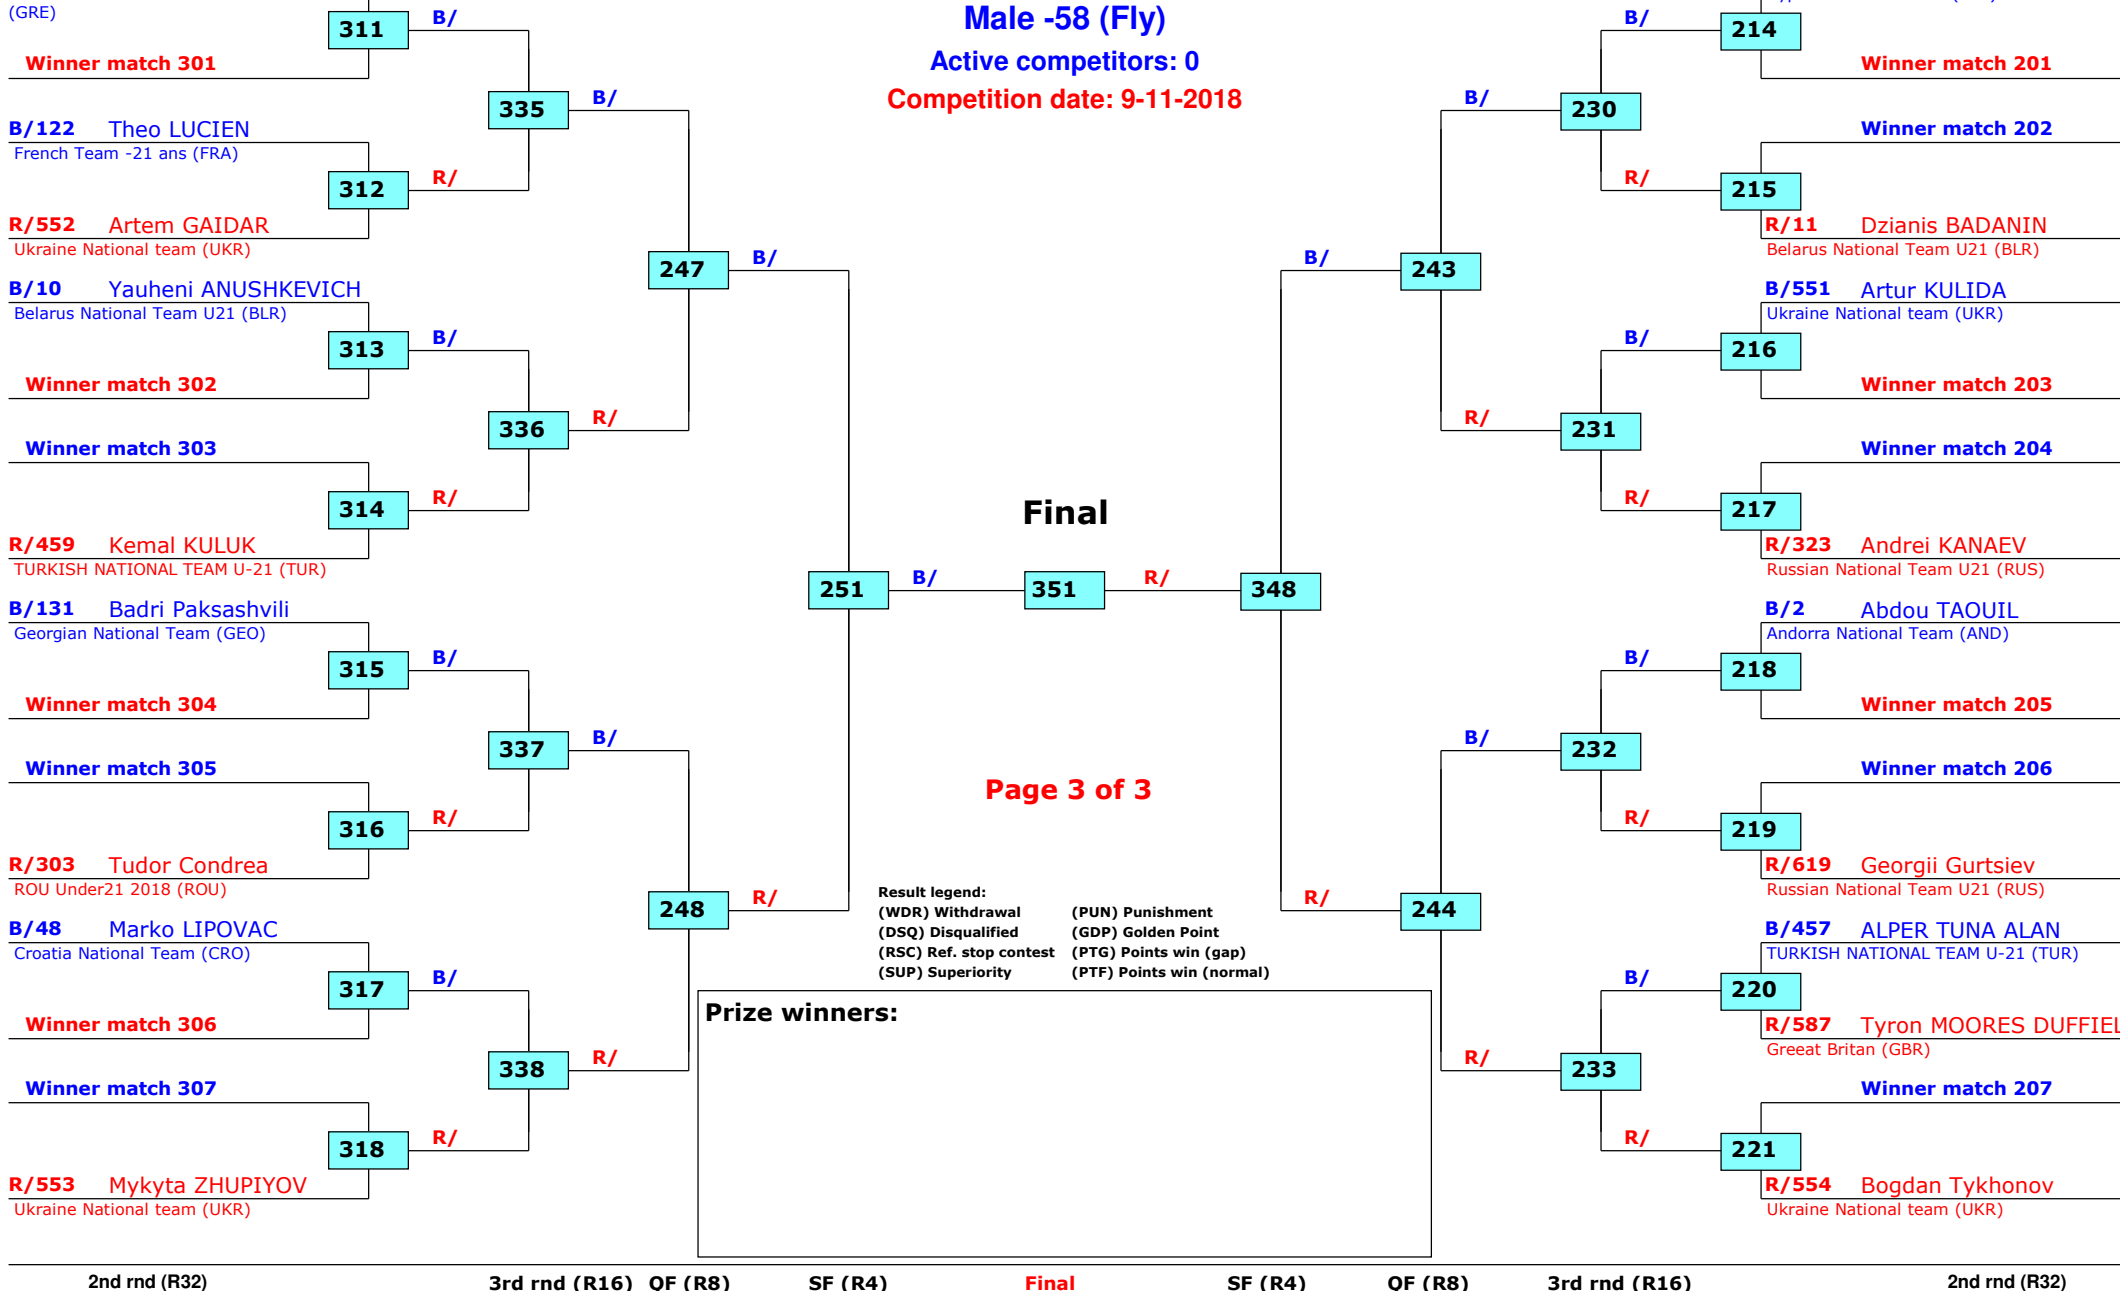 Male -58 (Fly)
Active competitors: 0
Competition date: 9-11-2018
(GRE)
311
B/
Winner match 301
335
B/
B/122 Theo LUCIEN
French Team -21 ans (FRA)
312
R/
R/552 Artem GAIDAR
Ukraine National team (UKR)
247
B/
B/10 Yauheni ANUSHKEVICH
Belarus National Team U21 (BLR)
313
B/
Winner match 302
336
R/
Winner match 303
314
R/
R/459 Kemal KULUK
TURKISH NATIONAL TEAM U-21 (TUR)
251
B/
B/131 Badri Paksashvili
Georgian National Team (GEO)
315
B/
Winner match 304
337
B/
Winner match 305
316
R/
R/303 Tudor Condrea
ROU Under21 2018 (ROU)
248
R/
B/48 Marko LIPOVAC
Croatia National Team (CRO)
317
B/
Winner match 306
338
R/
Winner match 307
318
R/
R/553 Mykyta ZHUPIYOV
Ukraine National team (UKR)
Final
351
R/
348
Page 3 of 3
Result legend:
(WDR) Withdrawal (PUN) Punishment
(DSQ) Disqualified (GDP) Golden Point
(RSC) Ref. stop contest (PTG) Points win (gap)
(SUP) Superiority (PTF) Points win (normal)
Prize winners:
B/
214
Winner match 201
B/
230
Winner match 202
R/
215
R/11 Dzianis BADANIN
Belarus National Team U21 (BLR)
B/
243
B/551 Artur KULIDA
Ukraine National team (UKR)
B/
216
Winner match 203
R/
231
Winner match 204
R/
217
R/323 Andrei KANAEV
Russian National Team U21 (RUS)
B/2 Abdou TAOUIL
Andorra National Team (AND)
B/
218
Winner match 205
B/
232
Winner match 206
R/
219
R/619 Georgii Gurtsiev
Russian National Team U21 (RUS)
R/
244
B/457 ALPER TUNA ALAN
TURKISH NATIONAL TEAM U-21 (TUR)
B/
220
R/587 Tyron MOORES DUFFIEL
Greeat Britan (GBR)
R/
233
Winner match 207
R/
221
R/554 Bogdan Tykhonov
Ukraine National team (UKR)
2nd rnd (R32) 3rd rnd (R16) QF (R8) SF (R4) Final SF (R4) QF (R8) 3rd rnd (R16) 2nd rnd (R32)